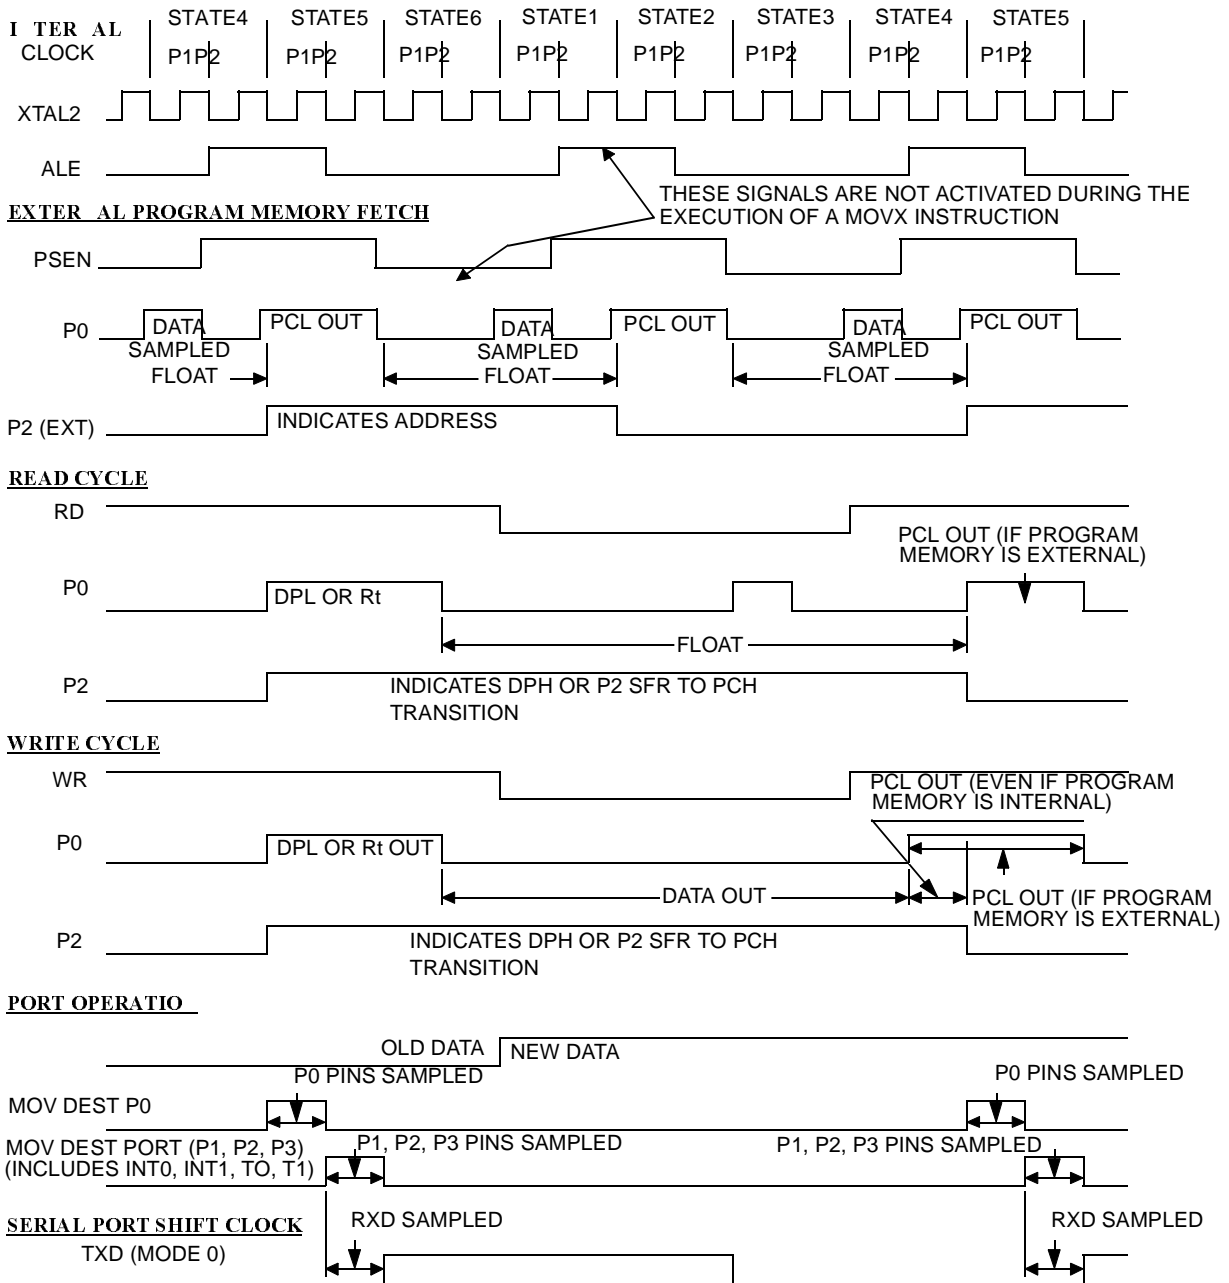 STATE4 STATE5 STATE6 STATE1 STATE2 STATE3 STATE4 STATE5
I TER AL
CLOCK
P1P2 P1P2 P1P2 P1P2 P1P2 P1P2 P1P2 P1P2
XTAL2
ALE
THESE SIGNALS ARE NOT ACTIVATED DURING THE
EXECUTION OF A MOVX INSTRUCTION
EXTER AL PROGRAM MEMORY FETCH
PSEN
P0
DATA PCL OUT DATA PCL OUT DATA PCL OUT
SAMPLED SAMPLED SAMPLED
FLOAT FLOAT FLOAT
P2 (EXT)
INDICATES ADDRESS
READ CYCLE
RD
PCL OUT (IF PROGRAM
MEMORY IS EXTERNAL)
P0
DPL OR Rt
FLOAT
P2
INDICATES DPH OR P2 SFR TO PCH
TRANSITION
WRITE CYCLE
WR
PCL OUT (EVEN IF PROGRAM
MEMORY IS INTERNAL)
P0
DPL OR Rt OUT
DATA OUT
PCL OUT (IF PROGRAM
MEMORY IS EXTERNAL)
P2
INDICATES DPH OR P2 SFR TO PCH
TRANSITION
PORT OPERATIO
OLD DATA NEW DATA
P0 PINS SAMPLED P0 PINS SAMPLED
MOV DEST P0
MOV DEST PORT (P1, P2, P3)
(INCLUDES INT0, INT1, TO, T1)
P1, P2, P3 PINS SAMPLED P1, P2, P3 PINS SAMPLED
SERIAL PORT SHIFT CLOCK
RXD SAMPLED RXD SAMPLED
TXD (MODE 0)